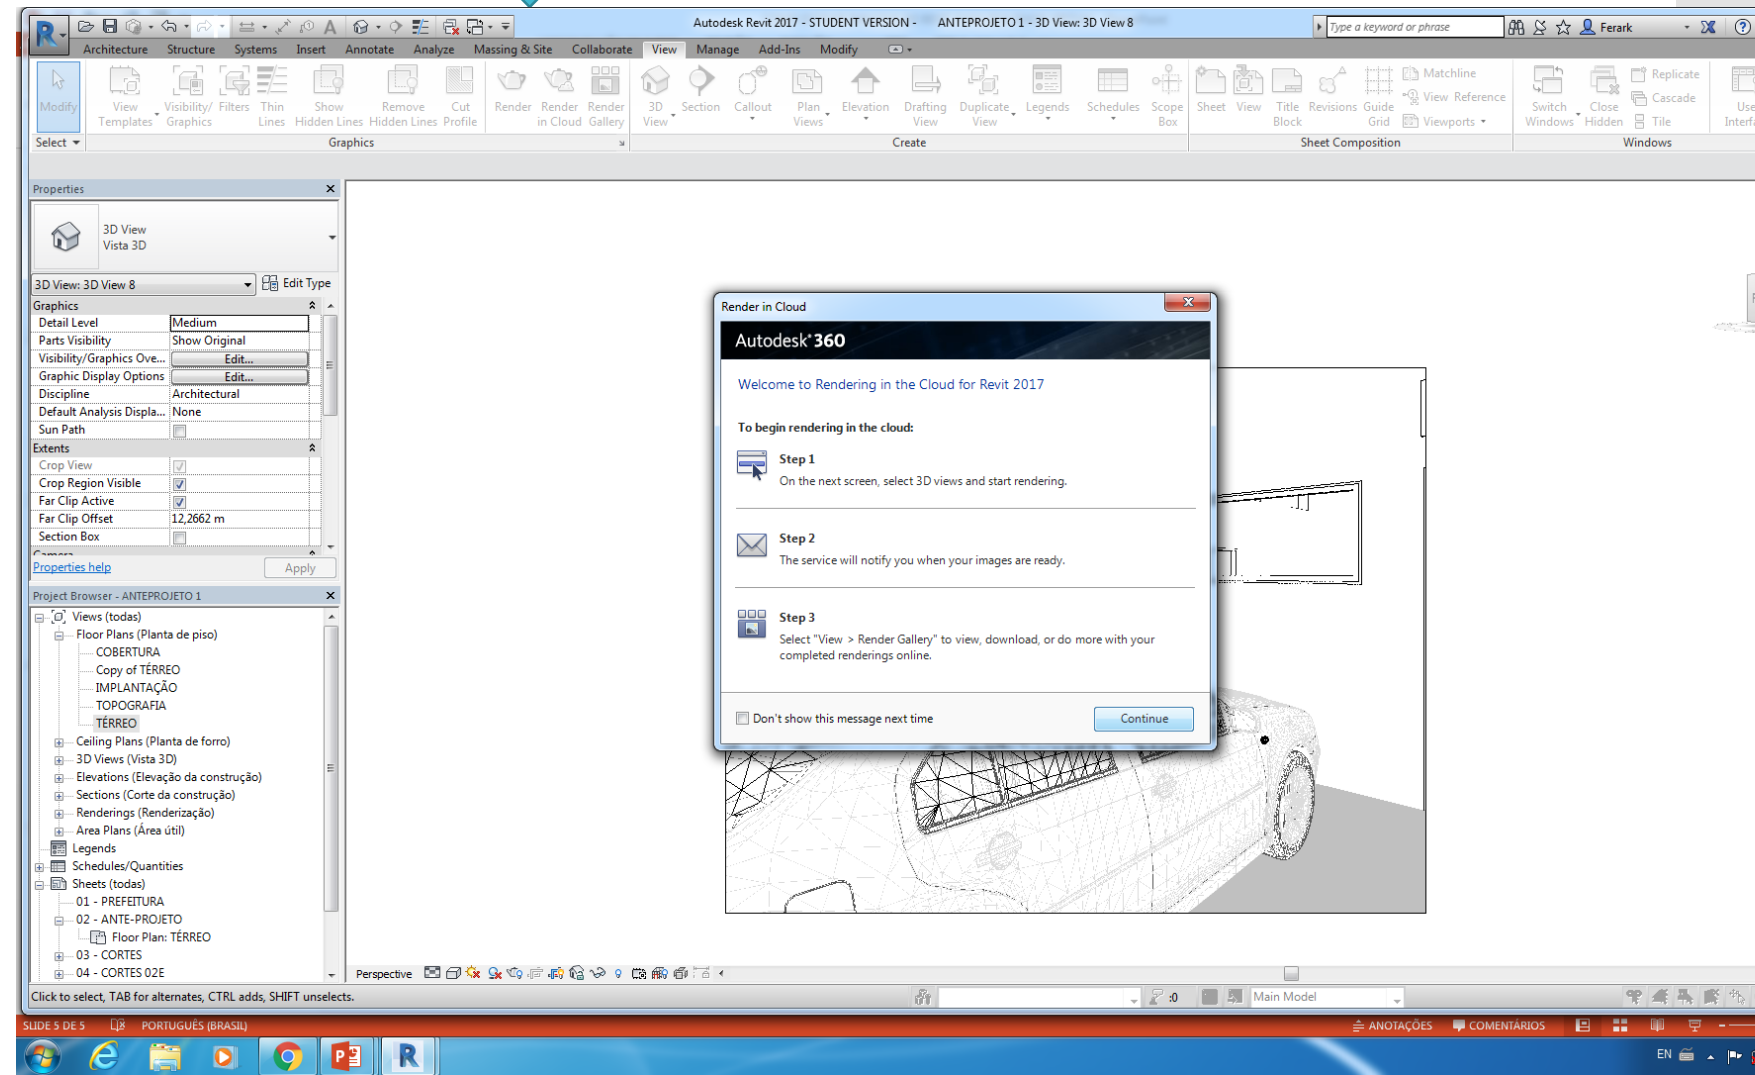 Autodesk Revit 2017 - STUDENT VERSION - ANTEPROJETO 1 - 3D View: 3D View 8
Type a keyword or phrase
Ferark
Architecture Structure Systems Insert Annotate Analyze Massing & Site Collaborate View Manage Add-Ins Modify
Modify
View Templates
Visibility/ Graphics
Filters
Thin Lines
Show Hidden Lines
Remove Hidden Lines
Cut Profile
Render
Render in Cloud
Render Gallery
3D View
Section
Callout
Plan Views
Elevation
Drafting View
Duplicate View
Legends
Schedules
Scope Box
Sheet
View
Title Block
Revisions
Guide Grid
Matchline
View Reference
Viewports
Switch Windows
Close Hidden
Replicate
Cascade
Tile
Select
Graphics
Create
Sheet Composition
Windows
Properties
3D View
Vista 3D
3D View: 3D View 8
Edit Type
Graphics
Detail Level Medium
Parts Visibility Show Original
Visibility/Graphics Ove... Edit...
Graphic Display Options Edit...
Discipline Architectural
Default Analysis Displa... None
Sun Path
Extents
Crop View
Crop Region Visible
Far Clip Active
Far Clip Offset 12,2662 m
Section Box
Camera
Properties help
Apply
Project Browser - ANTEPROJETO 1
Views (todas)
Floor Plans (Planta de piso)
COBERTURA
Copy of TÉRREO
IMPLANTAÇÃO
TOPOGRAFIA
TÉRREO
Ceiling Plans (Planta de forro)
3D Views (Vista 3D)
Elevations (Elevação da construção)
Sections (Corte da construção)
Renderings (Renderização)
Area Plans (Área útil)
Legends
Schedules/Quantities
Sheets (todas)
01 - PREFEITURA
02 - ANTE-PROJETO
Floor Plan: TÉRREO
03 - CORTES
04 - CORTES 02E
Render in Cloud
Autodesk 360
Welcome to Rendering in the Cloud for Revit 2017
To begin rendering in the cloud:
Step 1
On the next screen, select 3D views and start rendering.
Step 2
The service will notify you when your images are ready.
Step 3
Select "View > Render Gallery" to view, download, or do more with your
completed renderings online.
Don't show this message next time
Continue
Perspective
Click to select, TAB for alternates, CTRL adds, SHIFT unselects.
:0
Main Model
SLIDE 5 DE 5 PORTUGUÊS (BRASIL)
ANOTAÇÕES COMENTÁRIOS
EN